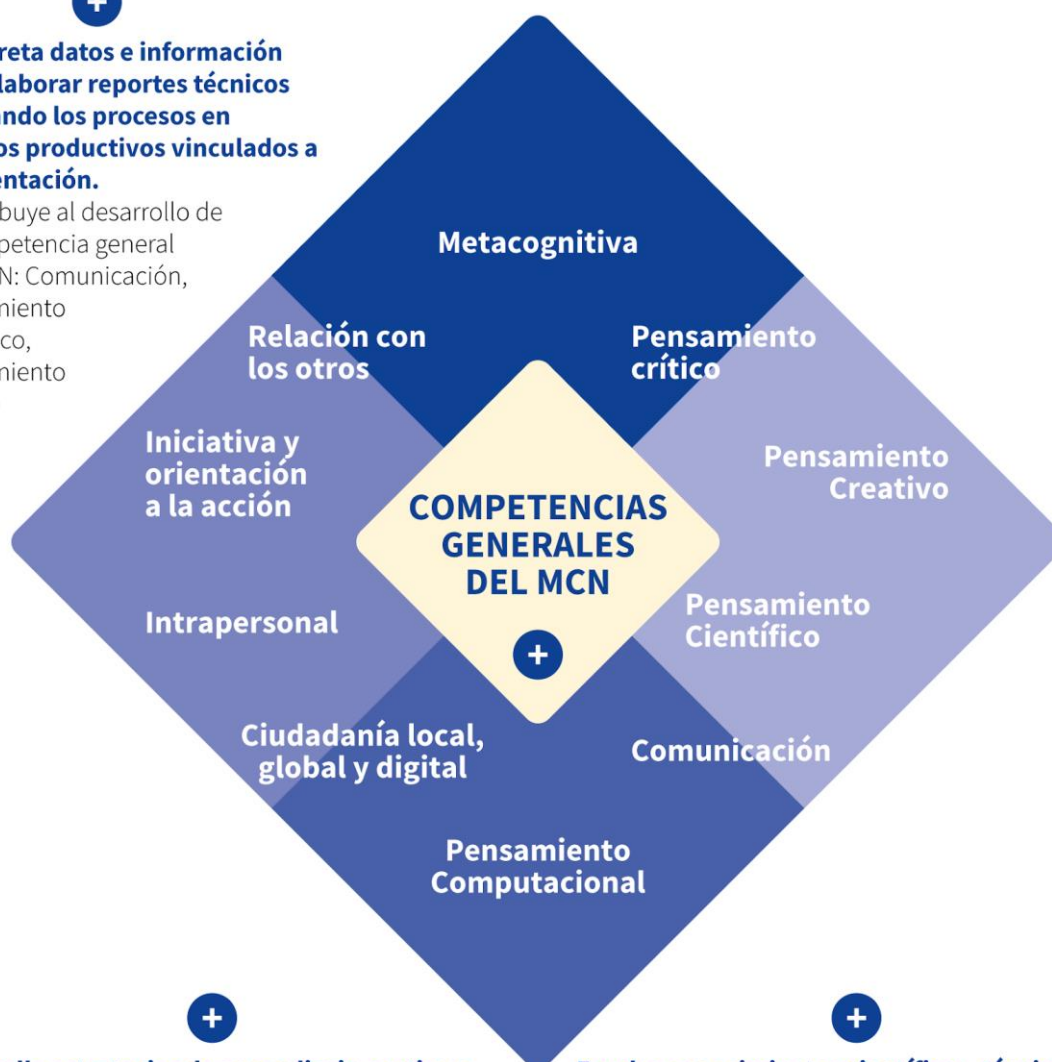 +
reta datos e información
laborar reportes técnicos
ando los procesos en
os productivos vinculados a
entación.
buye al desarrollo de
petencia general
N: Comunicación,
miento
co,
miento
Metacognitiva
Relación con
los otros
Pensamiento
crítico
Iniciativa y
orientación
a la acción
Pensamiento
Creativo
COMPETENCIAS
GENERALES
DEL MCN
+
Intrapersonal
Pensamiento
Científico
Ciudadanía local,
global y digital
Comunicación
Pensamiento
Computacional
+
+